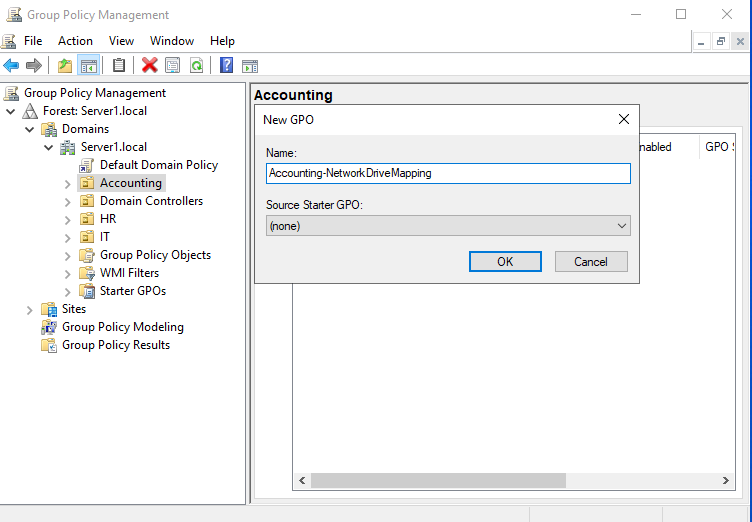 Group Policy Management
File Action View Window Help
Group Policy Management
Forest: Server1.local
Domains
Server1.local
Default Domain Policy
Accounting
Domain Controllers
HR
IT
Group Policy Objects
WMI Filters
Starter GPOs
Sites
Group Policy Modeling
Group Policy Results
Accounting
New GPO
Name:
Accounting-NetworkDriveMapping
Source Starter GPO:
(none)
OK Cancel
nabled GPO S